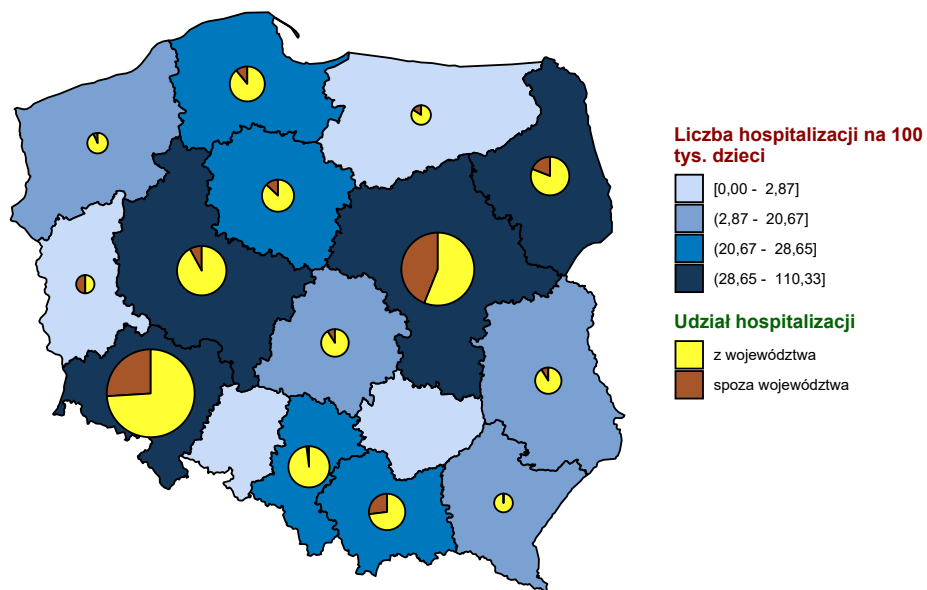 Liczba hospitalizacji na 100
tys. dzieci
[0,00 - 2,87]
(2,87 - 20,67]
(20,67 - 28,65]
(28,65 - 110,33]
Udział hospitalizacji
z województwa
spoza województwa